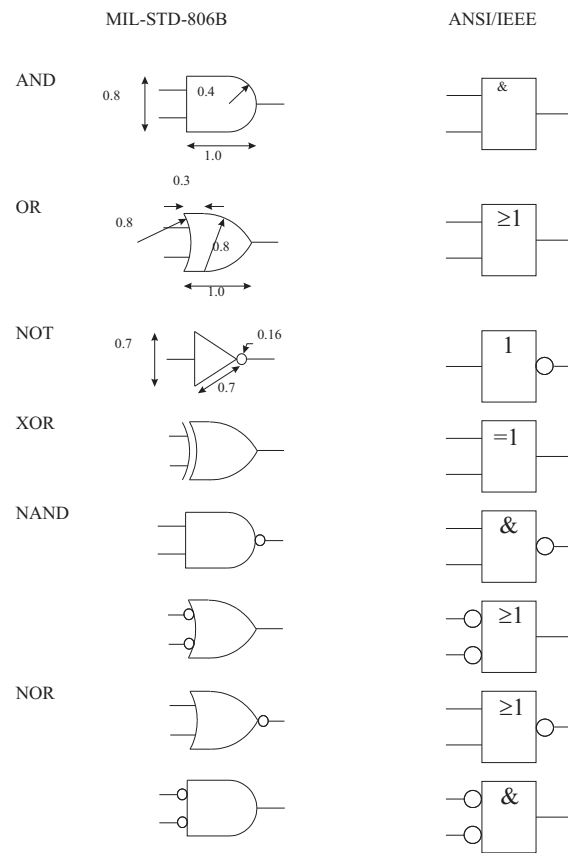 MIL-STD-806B ANSI/IEEE
AND
0.8
0.4
1.0
&
0.3
OR
0.8
0.8
1.0
≥1
NOT
0.7
0.16
0.7
1
XOR
=1
NAND
&
≥1
NOR
≥1
&